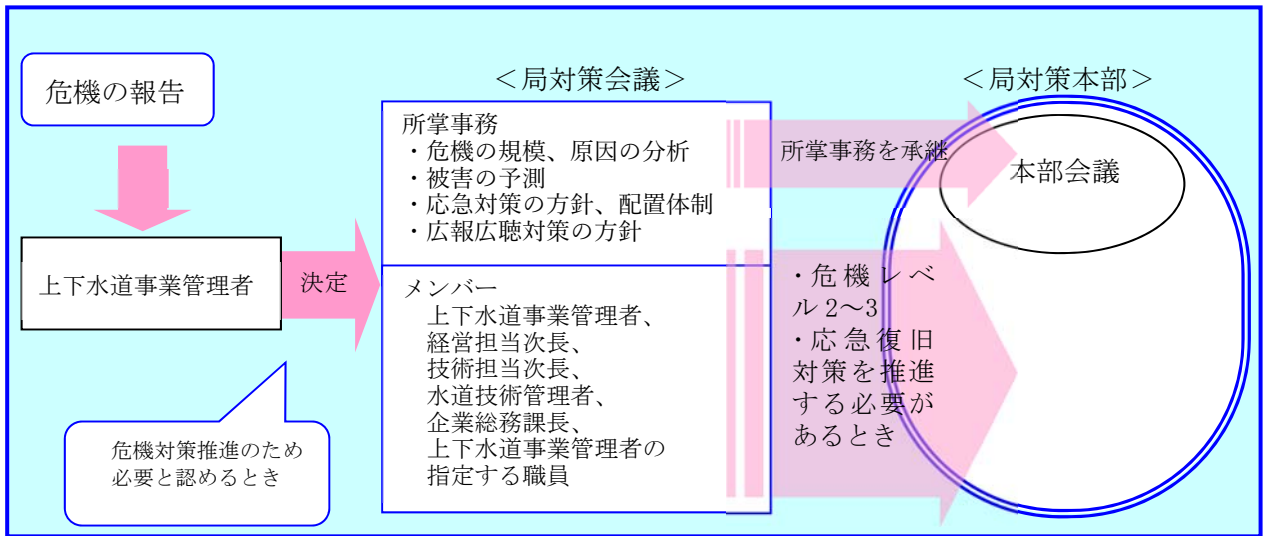 危機の報告
上下水道事業管理者
決定
危機対策推進のため
必要と認めるとき
＜局対策会議＞
所掌事務
・危機の規模、原因の分析
・被害の予測
・応急対策の方針、配置体制
・広報広聴対策の方針
メンバー
上下水道事業管理者、
経営担当次長、
技術担当次長、
水道技術管理者、
企業総務課長、
上下水道事業管理者の
指定する職員
所掌事務を承継
・危機レベ
ル2～3
・応急復旧
対策を推進
する必要が
あるとき
＜局対策本部＞
本部会議